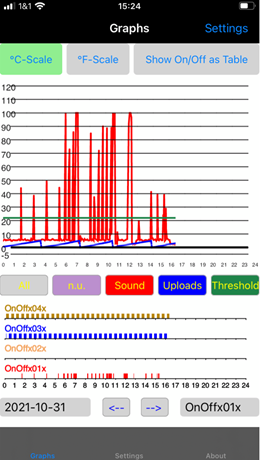 1&1 15:24
Graphs Settings
°C-Scale °F-Scale Show On/Off as Table
120
110
100
90
80
70
60
50
40
30
20
10
0
-5
0 1 2 3 4 5 6 7 8 9 10 11 12 13 14 15 16 17 18 19 20 21 22 23 24
All n.u. Sound Uploads Threshold
OnOffx04x
OnOffx03x
OnOffx02x
OnOffx01x
0 1 2 3 4 5 6 7 8 9 10 11 12 13 14 15 16 17 18 19 20 21 22 23 24
2021-10-31 <-- --> OnOffx01x
Graphs Settings About